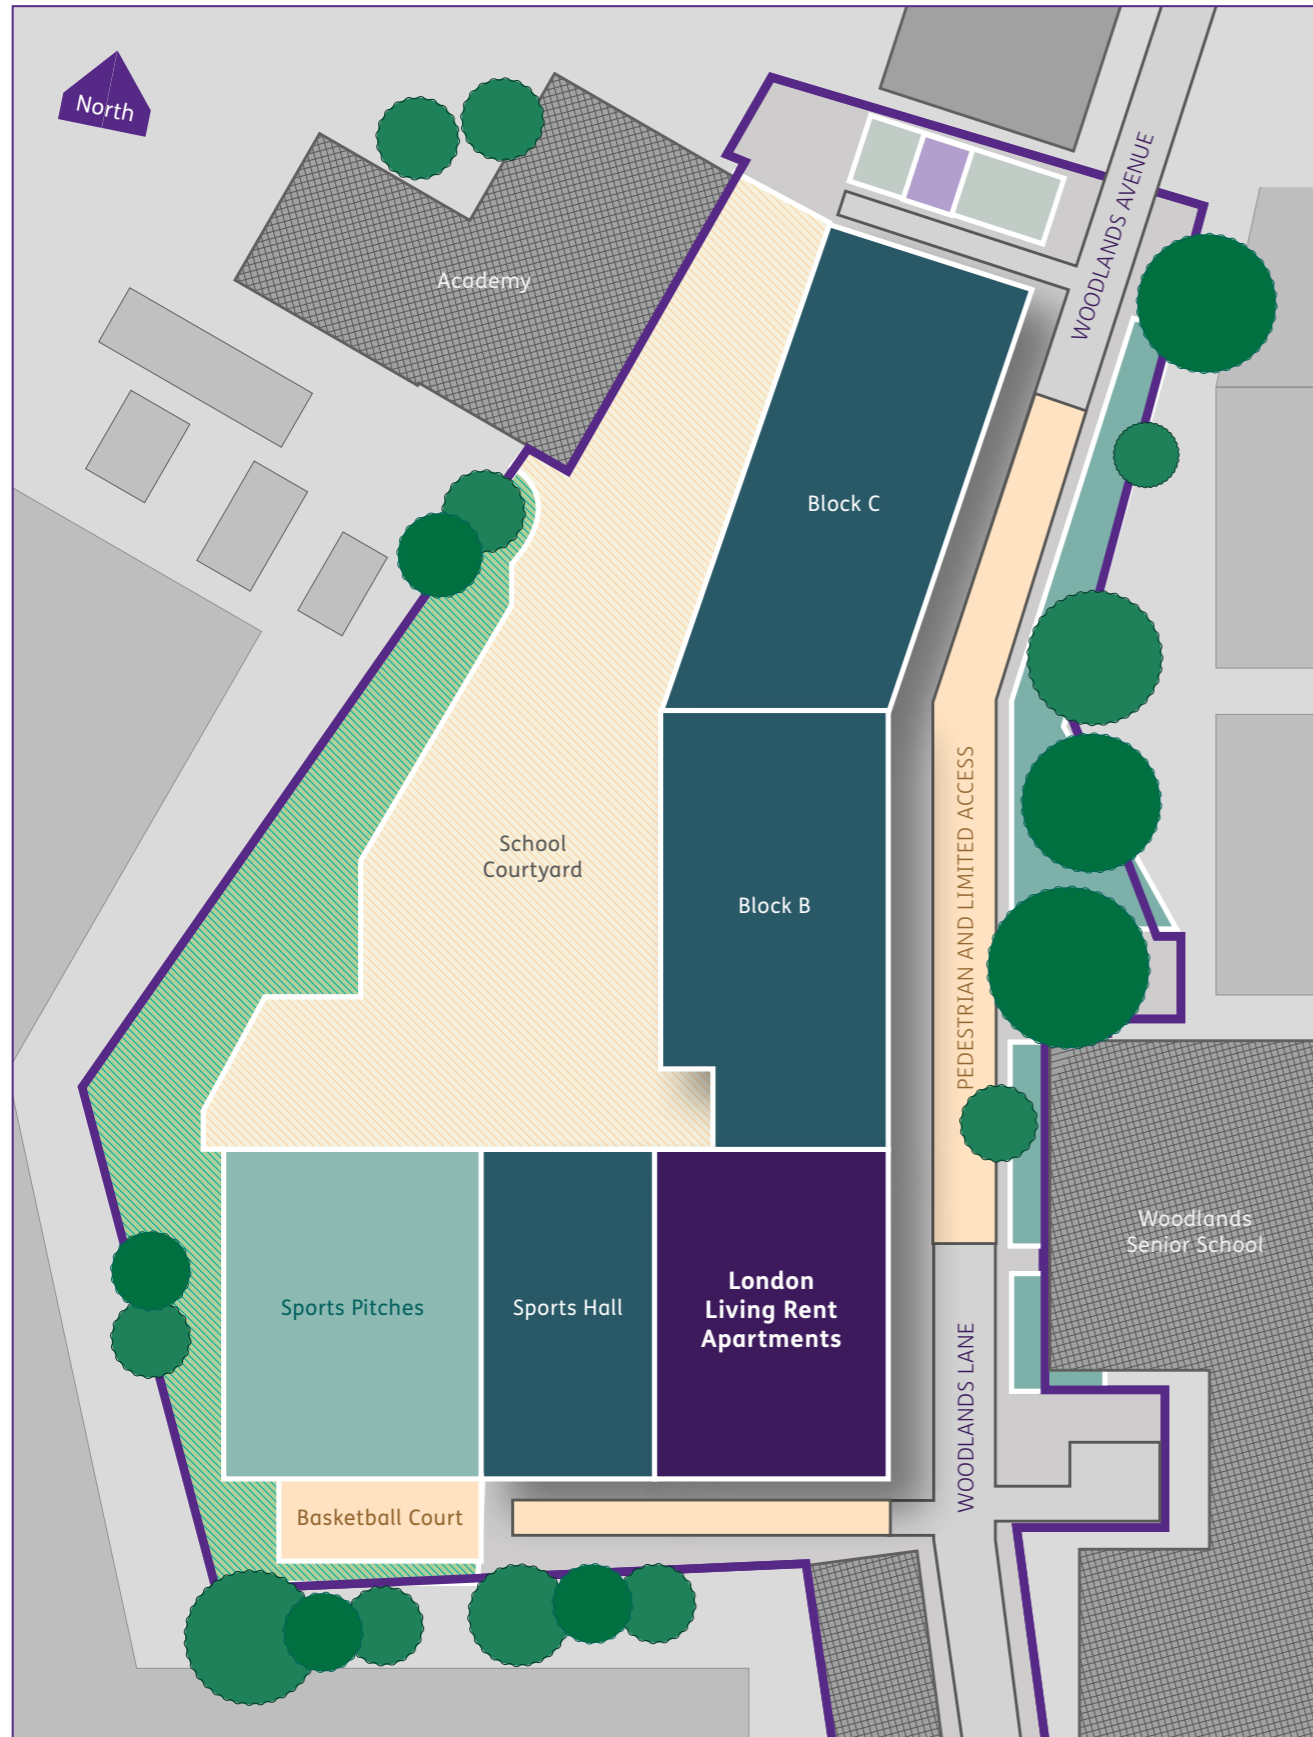 North
WOODLANDS AVENUE
Academy
Block C
School
Courtyard
Block B
PEDESTRIAN AND LIMITED ACCESS
Woodlands
Senior School
Sports Pitches
Sports Hall
London
Living Rent
Apartments
WOODLANDS LANE
Basketball Court